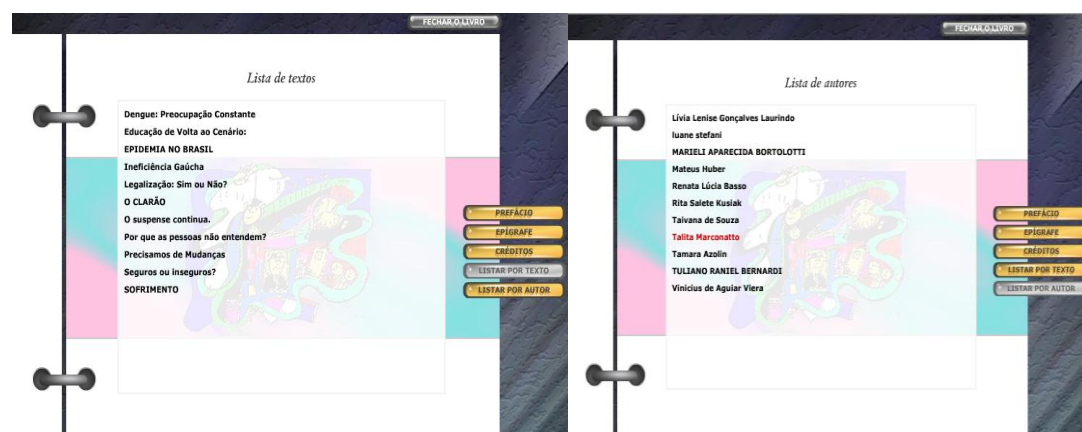 FECHAR O LIVRO
Lista de textos
Dengue: Preocupação Constante
Educação de Volta ao Cenário:
EPIDEMIA NO BRASIL
Ineficiência Gaúcha
Legalização: Sim ou Não?
O CLARÃO
O suspense continua.
Por que as pessoas não entendem?
Precisamos de Mudanças
Seguros ou inseguros?
SOFRIMENTO
PREFÁCIO
EPÍGRAFE
CRÉDITOS
LISTAR POR TEXTO
LISTAR POR AUTOR
FECHAR O LIVRO
Lista de autores
Lívia Lenise Gonçalves Laurindo
luane stefani
MARIELI APARECIDA BORTOLOTTI
Mateus Huber
Renata Lúcia Basso
Rita Salete Kusiak
Taivana de Souza
Talita Marconatto
Tamara Azolin
TULIANO RANIEL BERNARDI
Vinicius de Aguiar Viera
PREFÁCIO
EPÍGRAFE
CRÉDITOS
LISTAR POR TEXTO
LISTAR POR AUTOR